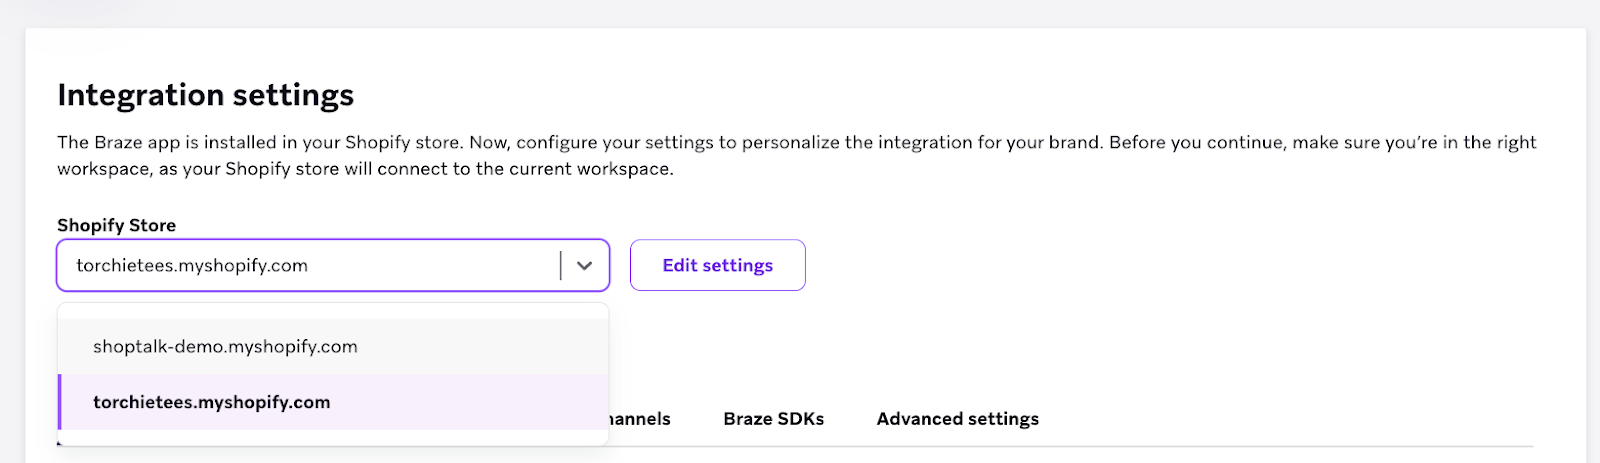 Integration settings
The Braze app is installed in your Shopify store. Now, configure your settings to personalize the integration for your brand. Before you continue, make sure you're in the right
workspace, as your Shopify store will connect to the current workspace.
Shopify Store
torchietees.myshopify.com
Edit settings
shoptalk-demo.myshopify.com
torchietees.myshopify.com
Braze SDKs
Advanced settings